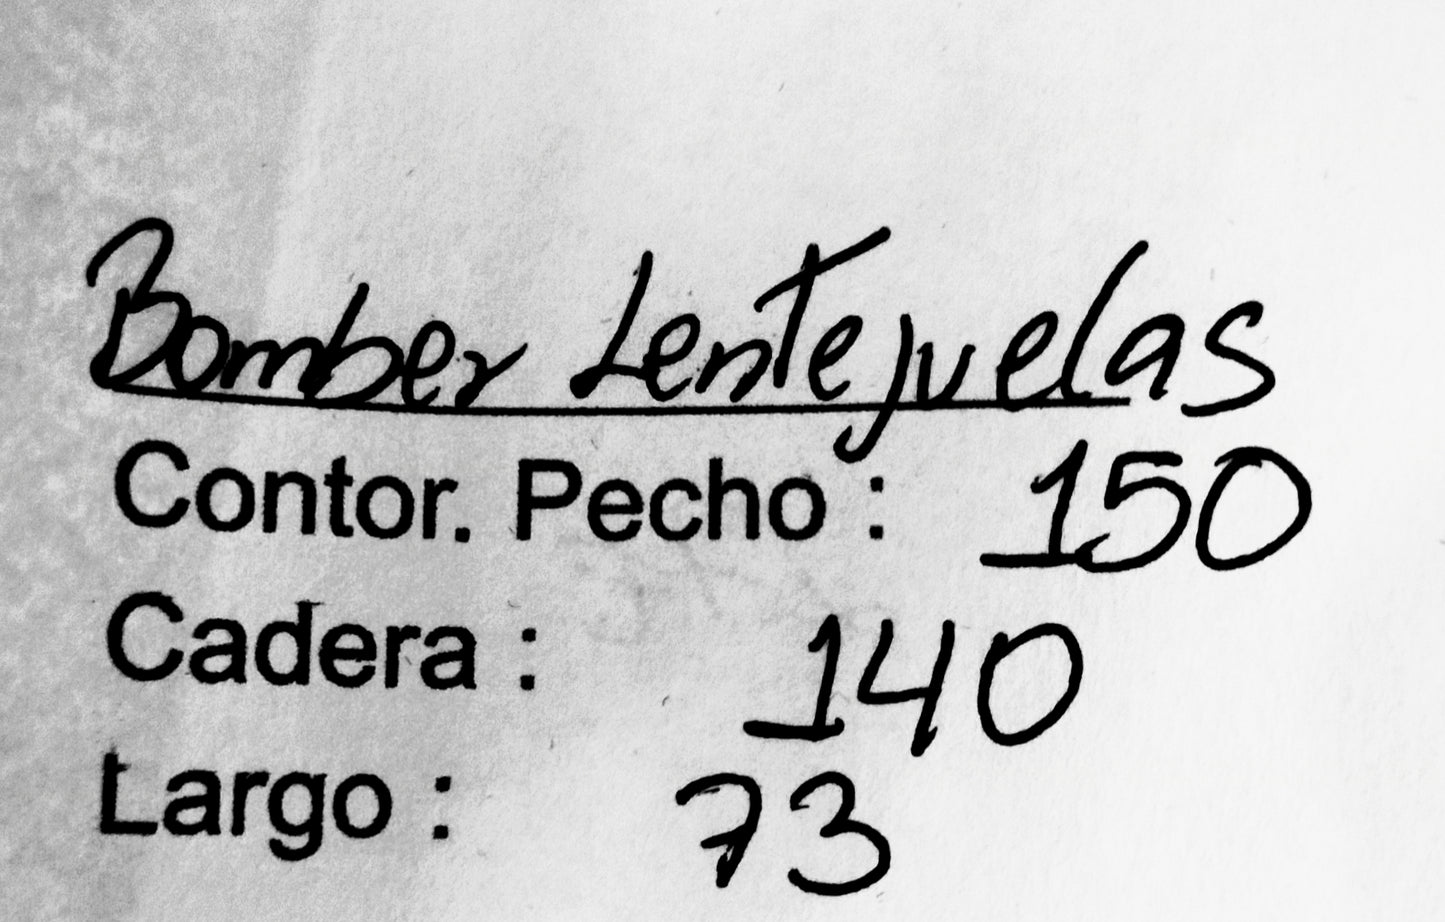 Bomber Lentejuelas
Contor. Pecho : 150
Cadera : 140
Largo : 73